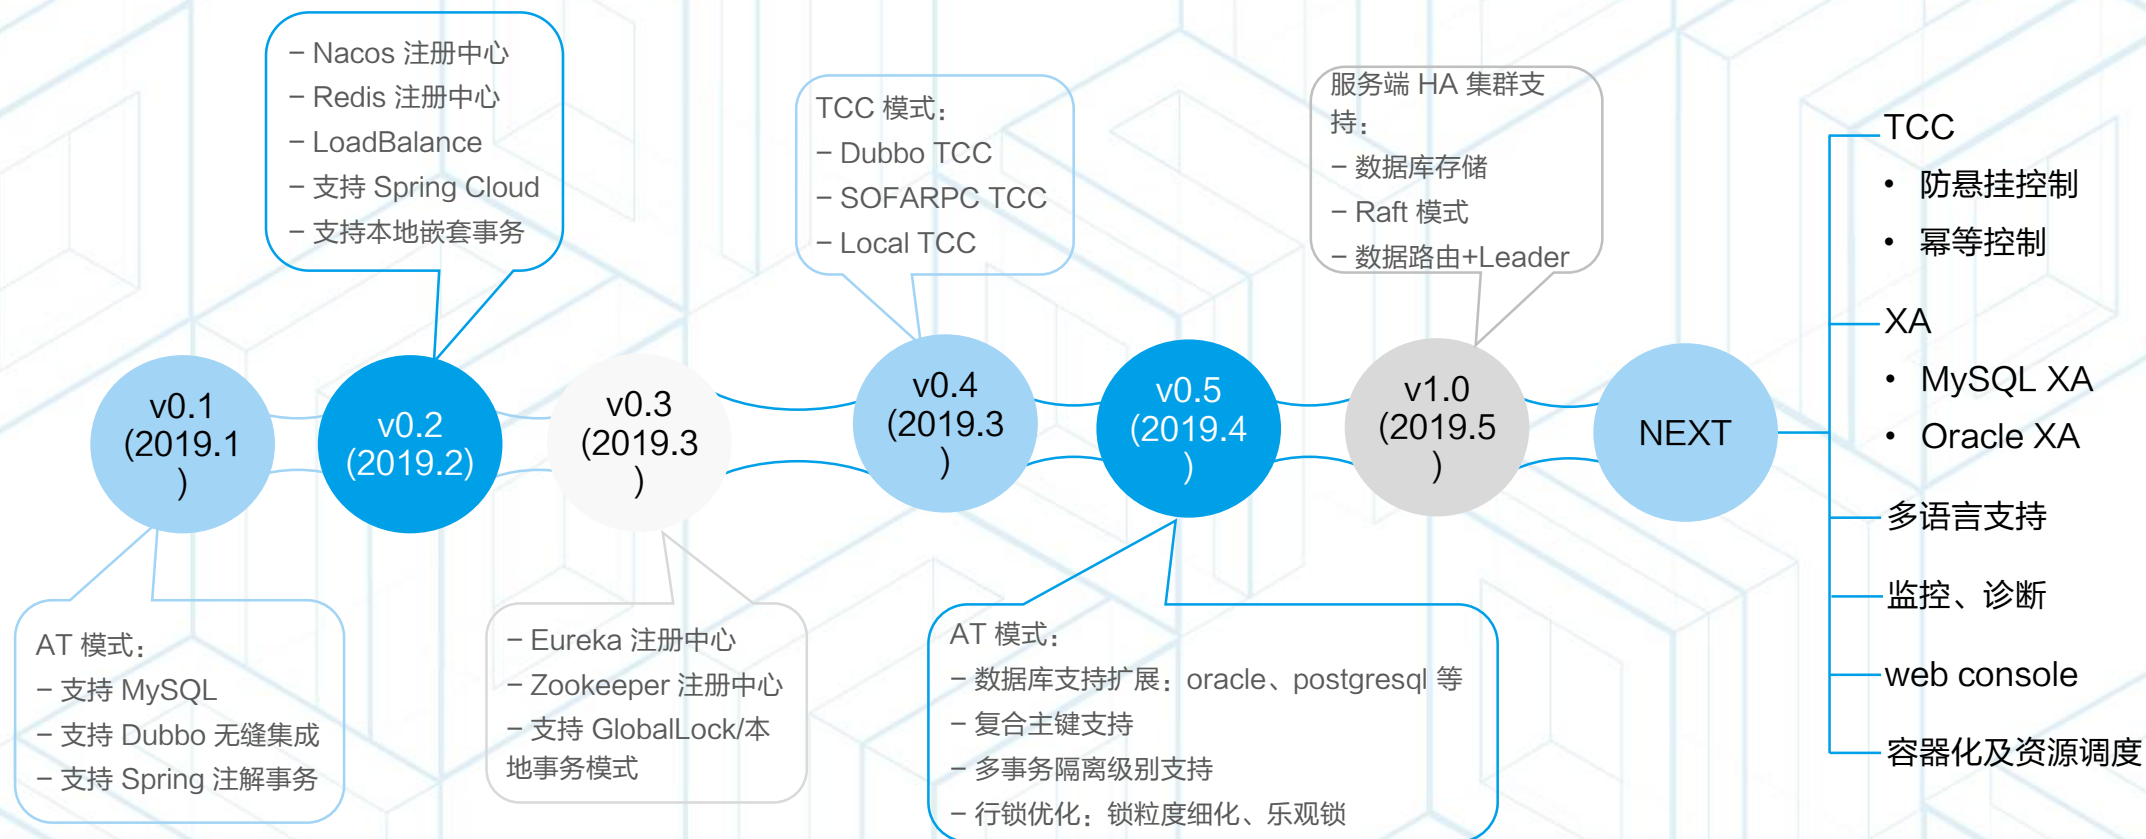 – Nacos 注册中心
– Redis 注册中心
– LoadBalance
– 支持 Spring Cloud
– 支持本地嵌套事务
TCC 模式：
– Dubbo TCC
– SOFARPC TCC
– Local TCC
服务端 HA 集群支
持：
– 数据库存储
– Raft 模式
– 数据路由+Leader
v0.1
(2019.1
)
v0.2
(2019.2)
v0.3
(2019.3
)
v0.4
(2019.3
)
v0.5
(2019.4
)
v1.0
(2019.5
)
NEXT
TCC
• 防悬挂控制
• 幂等控制
XA
• MySQL XA
• Oracle XA
多语言支持
监控、诊断
web console
容器化及资源调度
AT 模式：
– 支持 MySQL
– 支持 Dubbo 无缝集成
– 支持 Spring 注解事务
– Eureka 注册中心
– Zookeeper 注册中心
– 支持 GlobalLock/本
地事务模式
AT 模式：
– 数据库支持扩展：oracle、postgresql 等
– 复合主键支持
– 多事务隔离级别支持
– 行锁优化：锁粒度细化、乐观锁